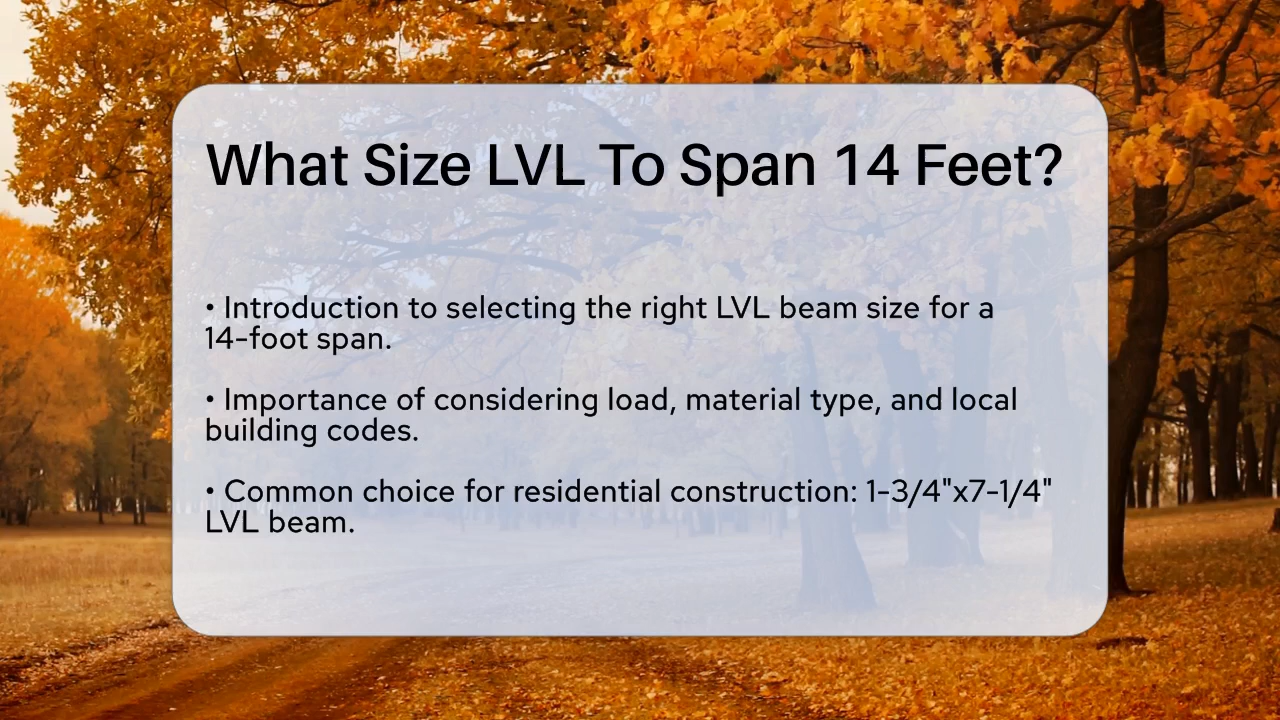 What Size LVL To Span 14 Feet?
• Introduction to selecting the right LVL beam size for a
14-foot span.
• Importance of considering load, material type, and local
building codes.
• Common choice for residential construction: 1-3/4"x7-1/4"
LVL beam.